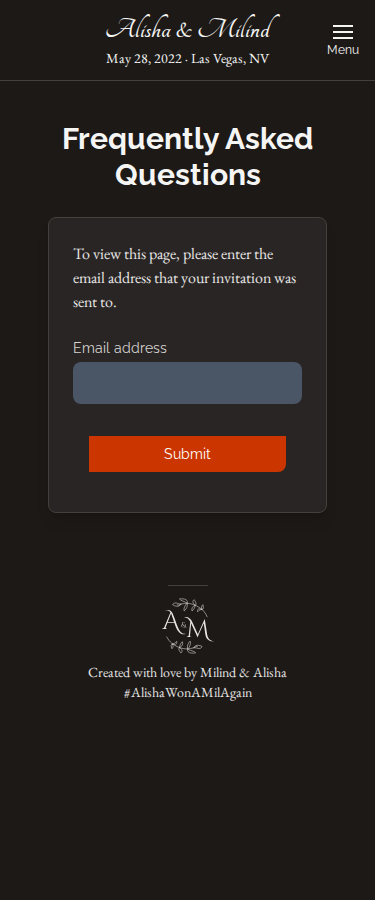 Alisha & Milind
May 28, 2022 · Las Vegas, NV
Menu
Frequently Asked
Questions
To view this page, please enter the
email address that your invitation was
sent to.
Email address
Submit
A&M
Created with love by Milind & Alisha
#AlishaWonAMilAgain